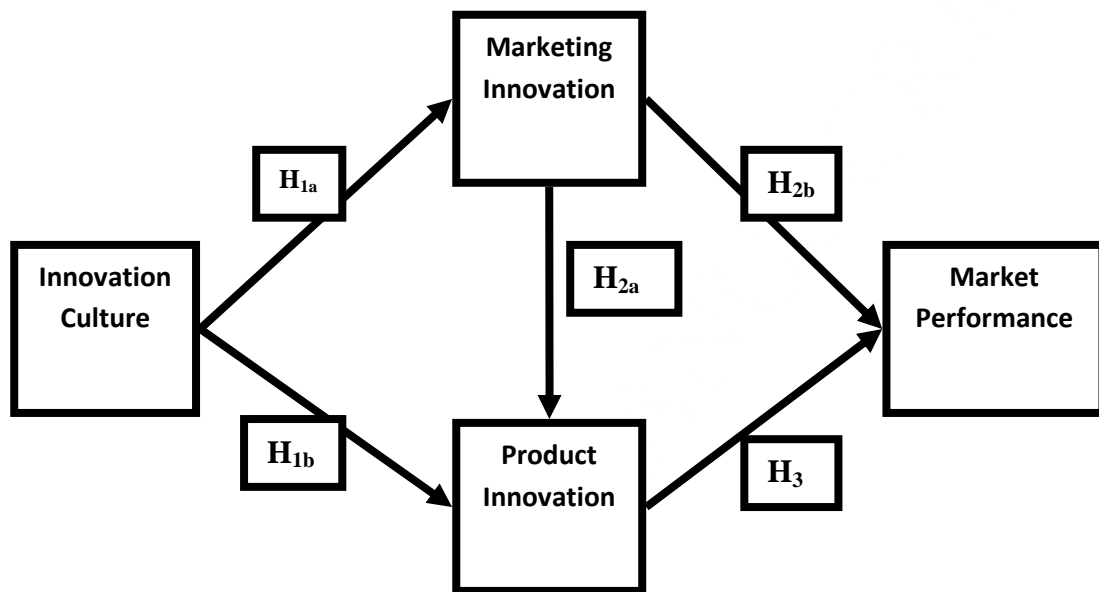 Marketing
Innovation
H1a
H2b
Innovation
Culture
H2a
Market
Performance
H1b
Product
Innovation
H3